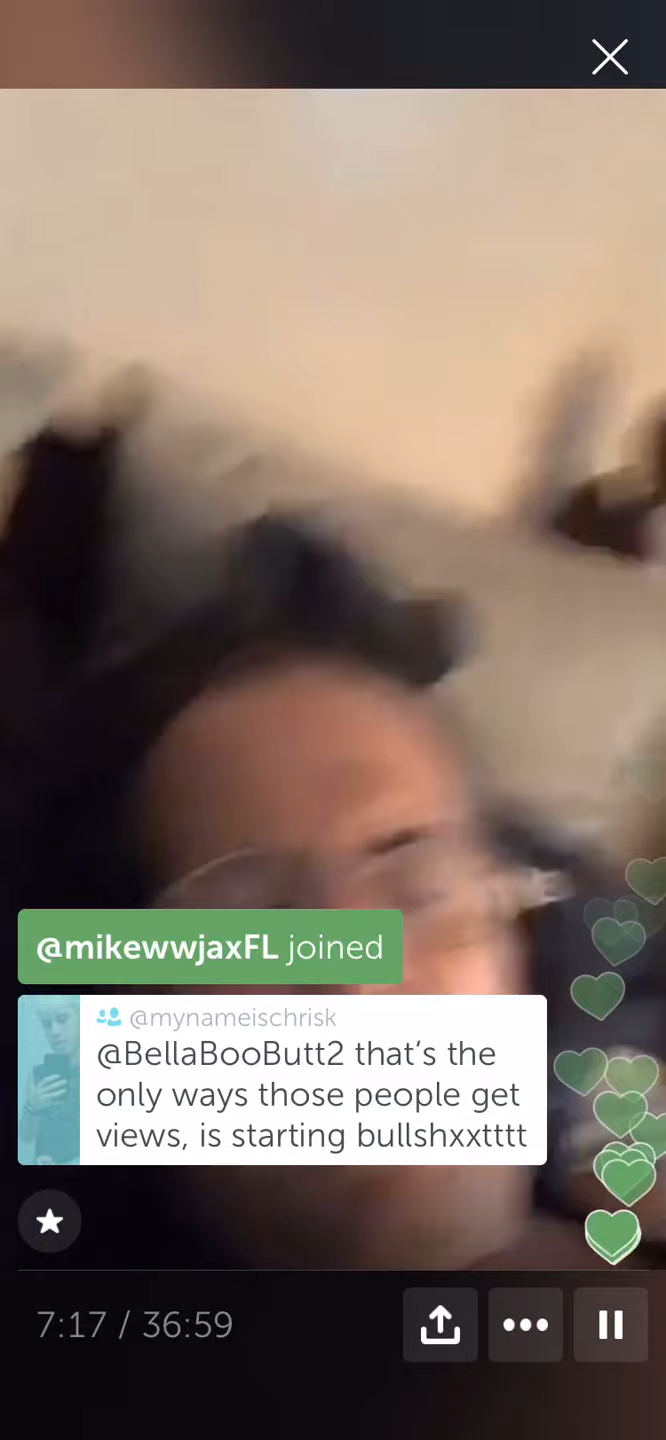 @mikewwjaxFL joined
@mynameischrisk
@BellaBooButt2 that's the
only ways those people get
views, is starting bullshxxtttt
7:17 / 36:59